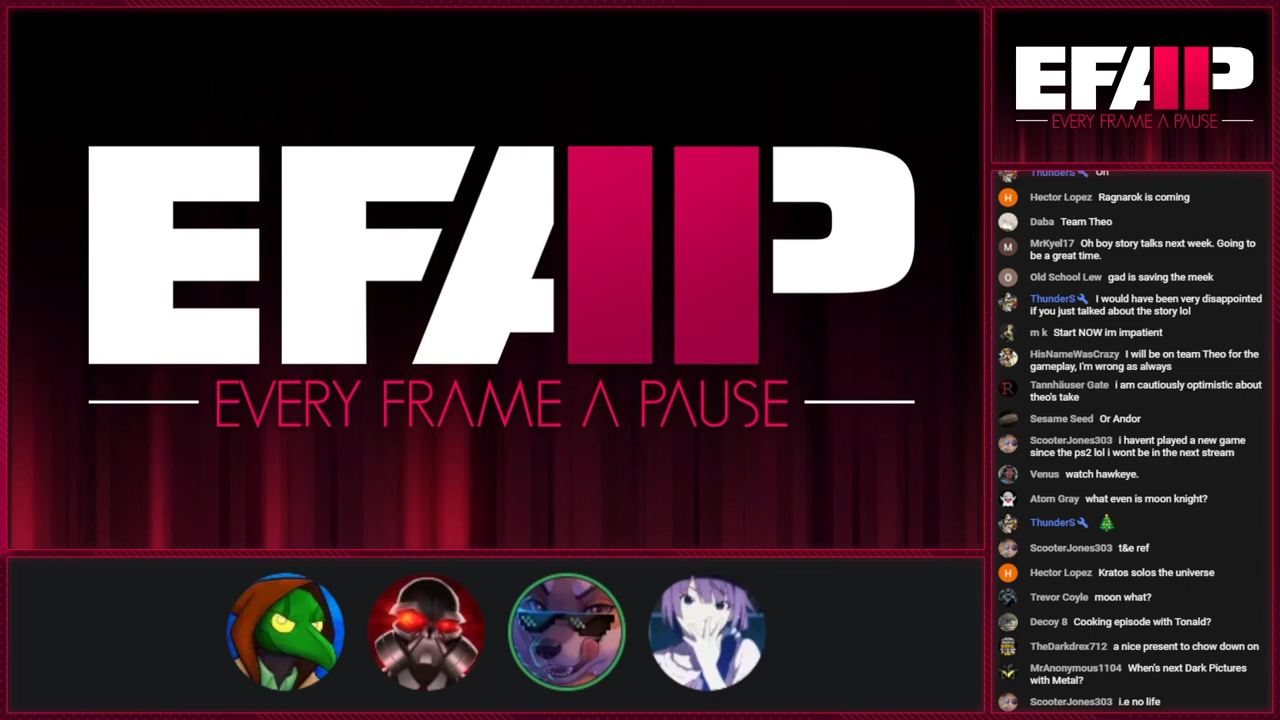 EFAP
EVERY FRAME A PAUSE
EFAP
EVERY FRAME A PAUSE
ThunderS On
Hector Lopez Ragnarok is coming
Daba Team Theo
MrKyel17 Oh boy story talks next week. Going to
be a great time.
Old School Lew gad is saving the meek
ThunderS I would have been very disappointed
if you just talked about the story lol
m k Start NOW im impatient
HisNameWasCrazy I will be on team Theo for the
gameplay, I'm wrong as always
Tannhäuser Gate i am cautiously optimistic about
theo's take
Sesame Seed Or Andor
ScooterJones303 i havent played a new game
since the ps2 lol i wont be in the next stream
Venus watch hawkeye.
Atom Gray what even is moon knight?
ThunderS 🎄
ScooterJones303 t&e ref
Hector Lopez Kratos solos the universe
Trevor Coyle moon what?
Decoy 8 Cooking episode with Tonald?
TheDarkdrex712 a nice present to chow down on
MrAnonymous1104 When's next Dark Pictures
with Metal?
ScooterJones303 i.e no life